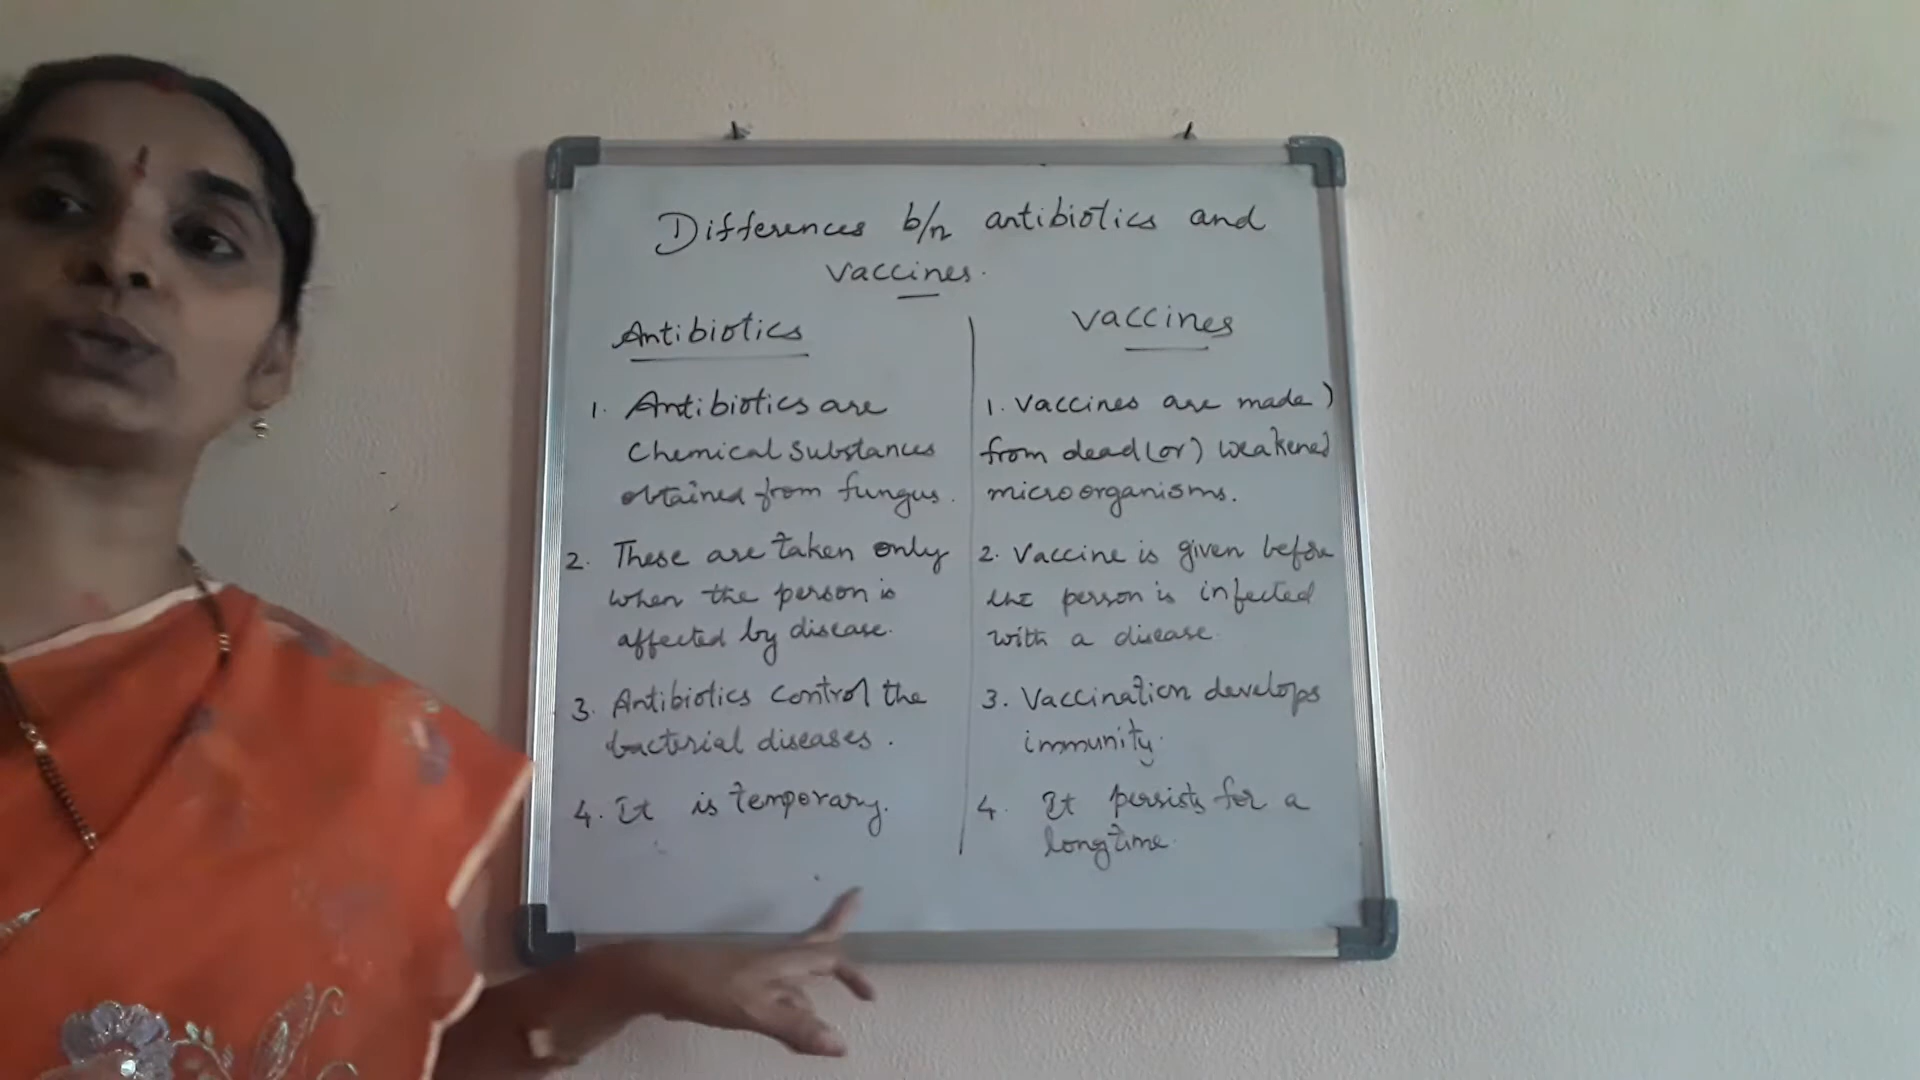 Differences b/n antibiotics and
vaccines.
Antibiotics
1. Antibiotics are
Chemical Substances
obtained from fungus.
2. These are taken only
when the person is
affected by disease.
3. Antibiotics control the
bacterial diseases.
4. It is temporary.
Vaccines
1. Vaccines are made)
from dead(or) weakened
microorganisms.
2. Vaccine is given before
the person is infected
with a disease.
3. Vaccination develops
immunity.
4. It persists for a
longtime.